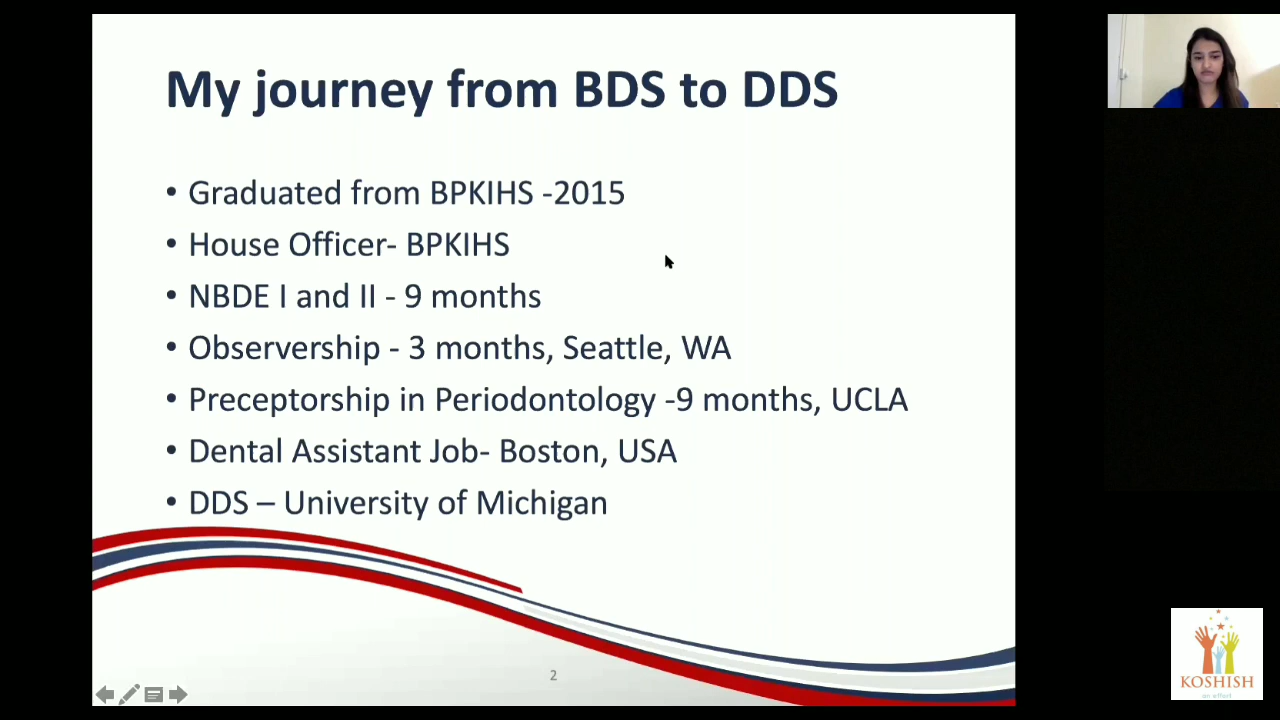 My journey from BDS to DDS
• Graduated from BPKIHS -2015
• House Officer- BPKIHS
• NBDE I and II - 9 months
• Observership - 3 months, Seattle, WA
• Preceptorship in Periodontology -9 months, UCLA
• Dental Assistant Job- Boston, USA
• DDS – University of Michigan
2
KOSHISH
an effort